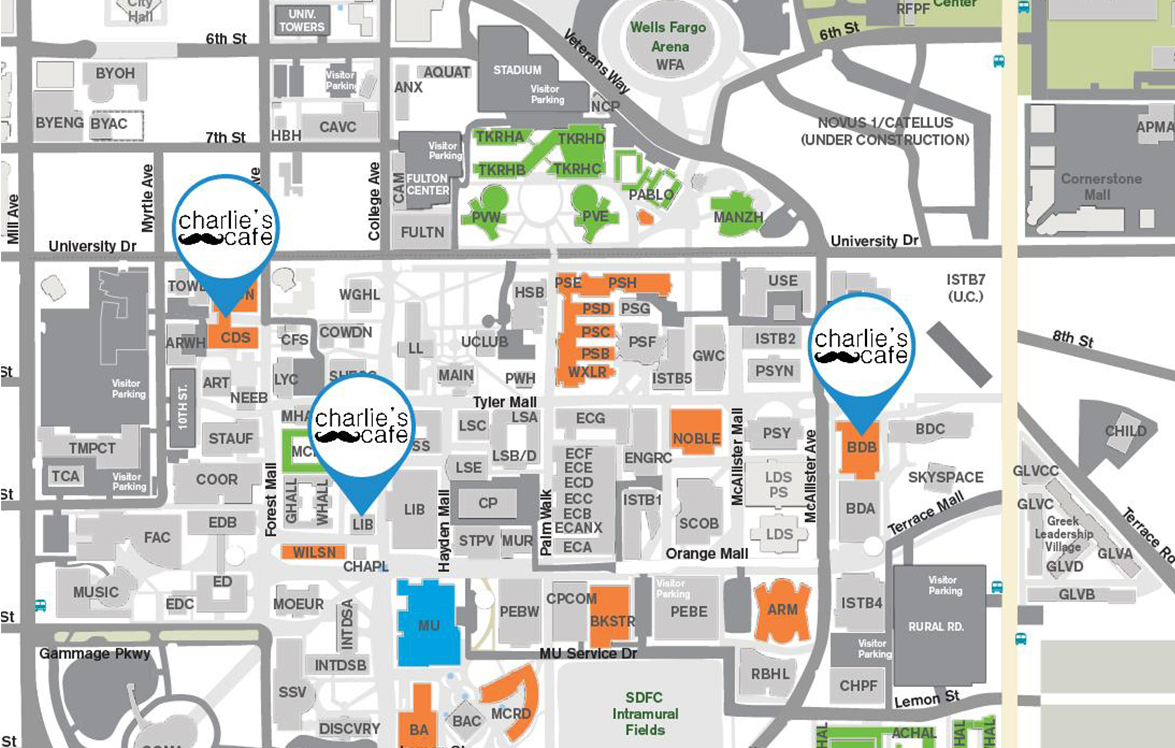 City
Hall
UNIV.
TOWERS
6th St
BYOH
Visitor
Parking
ANX
AQUAT
STADIUM
Visitor
Parking
NCP
Veterans Way
Wells Fargo
Arena
WFA
6th St
RFPF
Center
BYENG
BYAC
7th St
HBH
CAVC
Visitor
Parking
FULTON
CENTER
CAM
FULTN
TKRHA
TKRHD
TKRHB
TKRHC
PABLO
PVW
PVE
MANZH
NOVUS 1/CATELLUS
(UNDER CONSTRUCTION)
APMA
Cornerstone
Mall
Mill Ave
Myrtle Ave
College Ave
University Dr
University Dr
charlie's
cafe
CDS
ARWH
WGHL
COWDN
CFS
LYC
ART
NEEB
LL
UCLUB
MAIN
PWH
HSB
PSE
PSH
PSD
PSG
PSC
PSF
PSB
WXLR
ISTB5
GWC
USE
ISTB2
PSYN
ISTB7
(U.C.)
8th St
charlie's
cafe
Tyler Mall
Visitor
Parking
10TH ST.
TMPCT
TCA
Visitor
Parking
STAUF
COOR
charlie's
cafe
GHALL
WHALL
LIB
LIB
LSC
LSA
LSB/D
LSE
CP
STPV
MUR
ECG
ECF
ECE
ECD
ECC
ECB
ECANX
ECA
ENGRC
ISTB1
NOBLE
SCOB
PSY
LDS
PS
LDS
BDB
BDC
BDA
SKYSPACE
CHILD
GLVCC
GLVC
Greek
Leadership
Village
GLVA
GLVD
GLVB
Terrace Rd
Terrace Mall
Forest Mall
Hayden Mall
Palm Walk
McAllister Mall
McAllister Ave
Orange Mall
FAC
EDB
WILSN
CHAPL
MUSIC
EDC
ED
MOEUR
INTDSA
INTDSB
MU
PEBW
CPCOM
BKSTR
Visitor
Parking
PEBE
ARM
ISTB4
Visitor
Parking
Visitor
Parking
RURAL RD.
Gammage Pkwy
MU Service Dr
SSV
DISCVRY
BA
BAC
MCRD
SDFC
Intramural
Fields
RBHL
CHPF
Lemon St
ACHAL